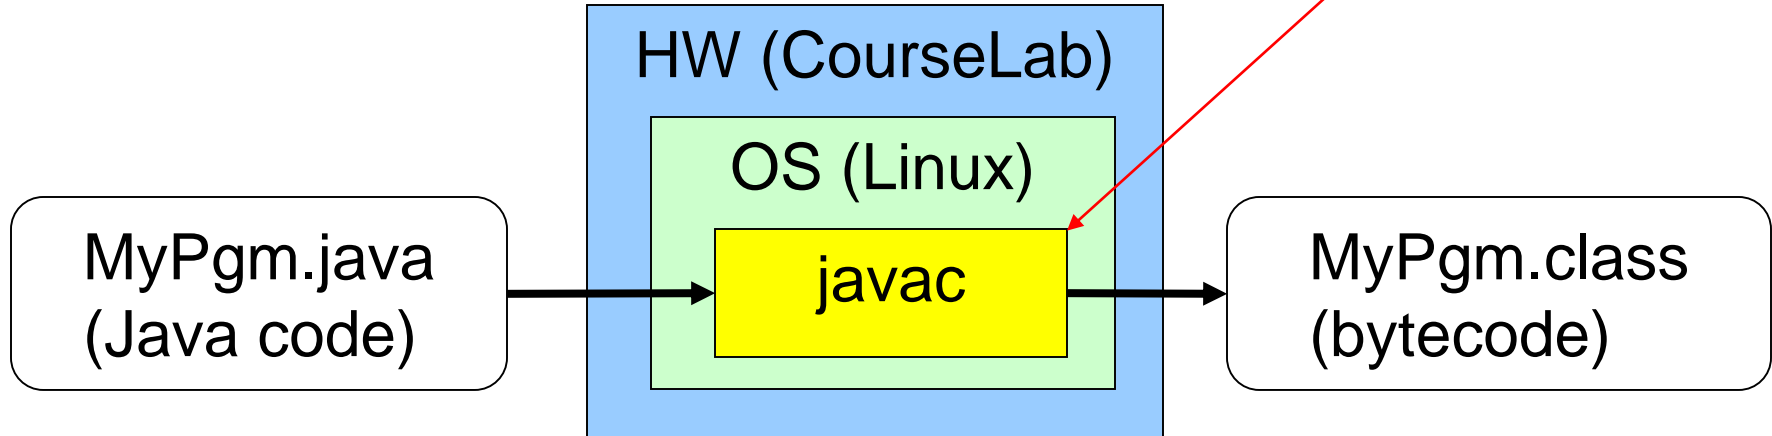 HW (CourseLab)
OS (Linux)
MyPgm.java
(Java code)
javac
MyPgm.class
(bytecode)